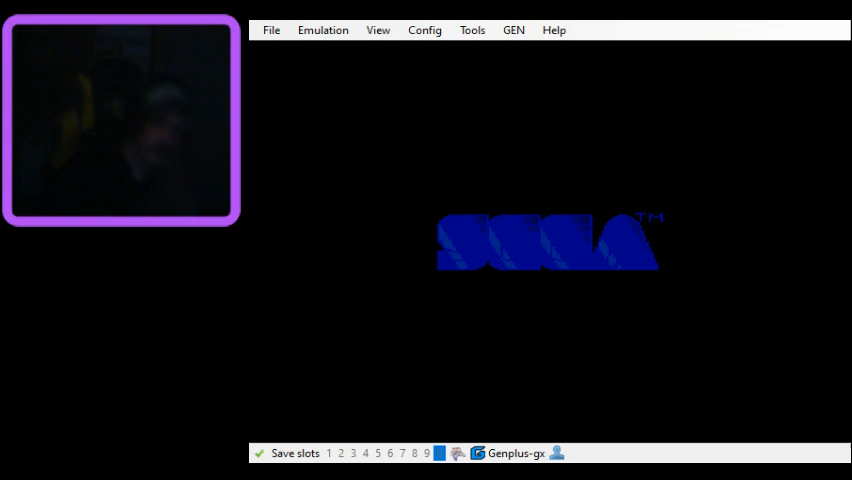 File Emulation View Config Tools GEN Help
SEGA™
Save slots 1 2 3 4 5 6 7 8 9 0 Genplus-gx